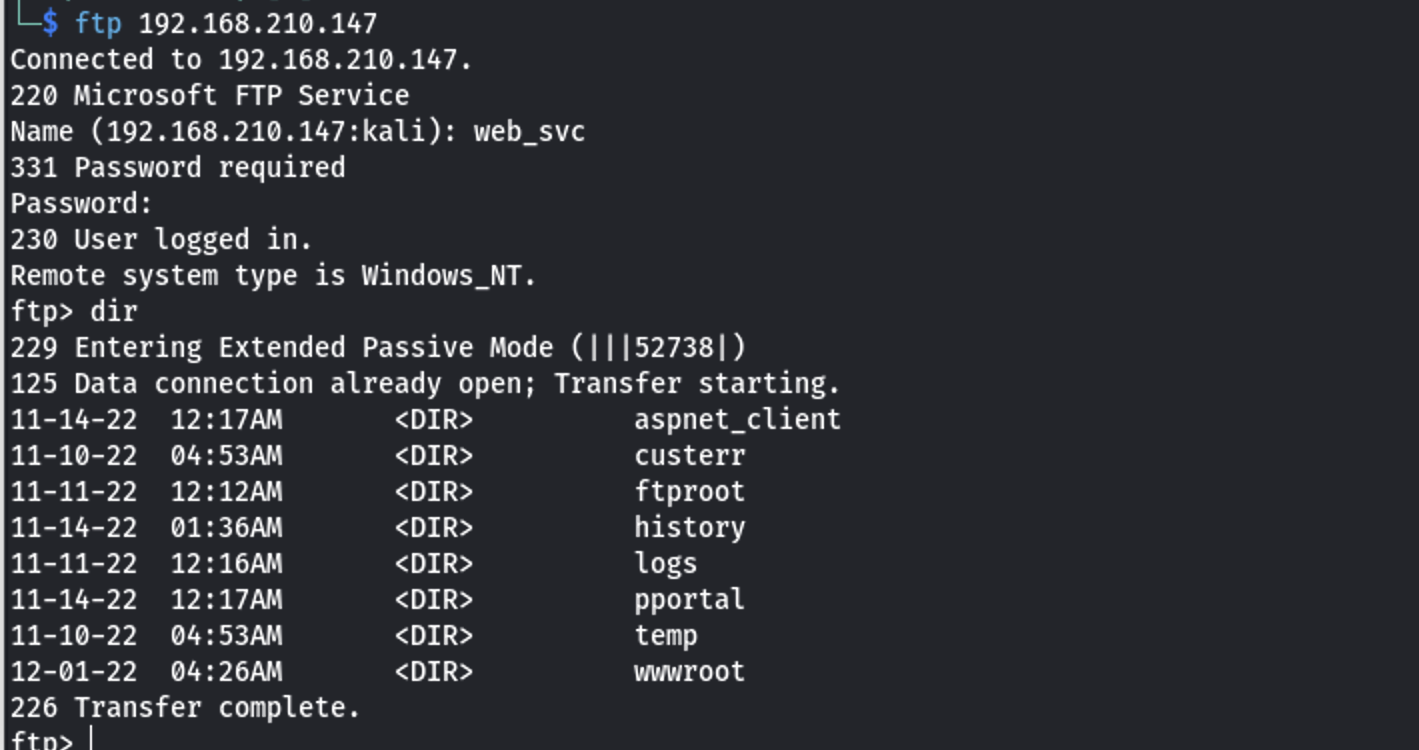 └─$ ftp 192.168.210.147
Connected to 192.168.210.147.
220 Microsoft FTP Service
Name (192.168.210.147:kali): web_svc
331 Password required
Password:
230 User logged in.
Remote system type is Windows_NT.
ftp> dir
229 Entering Extended Passive Mode (|||52738|)
125 Data connection already open; Transfer starting.
11-14-22  12:17AM       <DIR>          aspnet_client
11-10-22  04:53AM       <DIR>          custerr
11-11-22  12:12AM       <DIR>          ftproot
11-14-22  01:36AM       <DIR>          history
11-11-22  12:16AM       <DIR>          logs
11-14-22  12:17AM       <DIR>          pportal
11-10-22  04:53AM       <DIR>          temp
12-01-22  04:26AM       <DIR>          wwwroot
226 Transfer complete.
ftp>